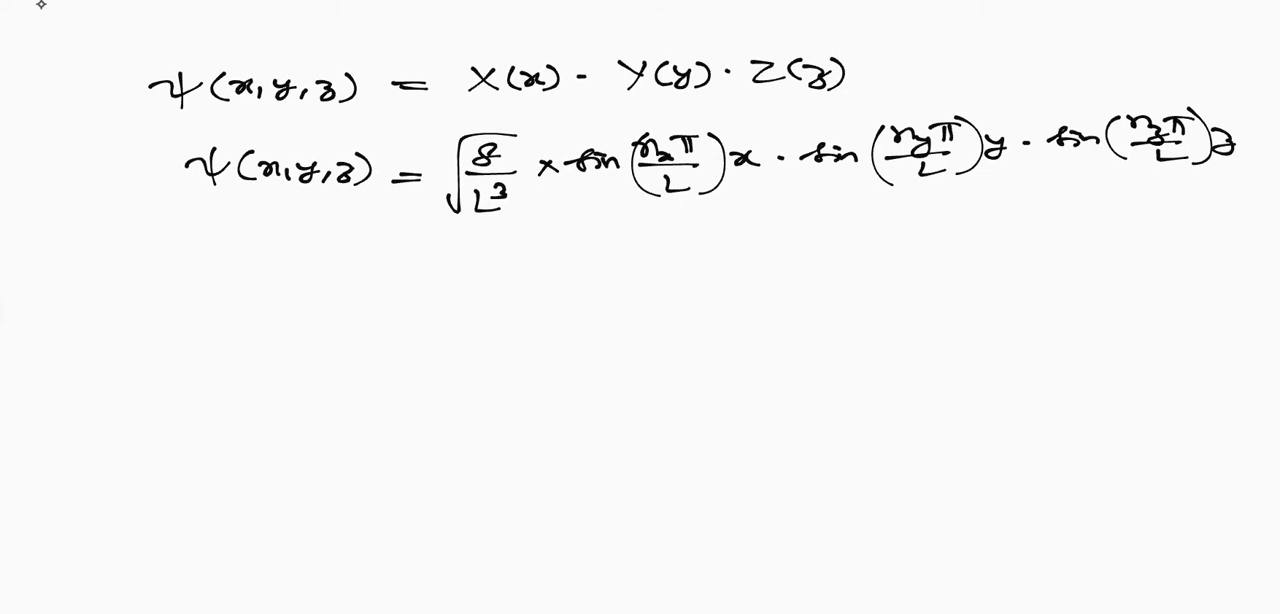 ψ(x,y,z) = X(x) · Y(y) · Z(z)
ψ(x,y,z) = √(8/L³) × sin(nₓπ/L)x · sin(n_yπ/L)y · sin(n_zπ/L)z